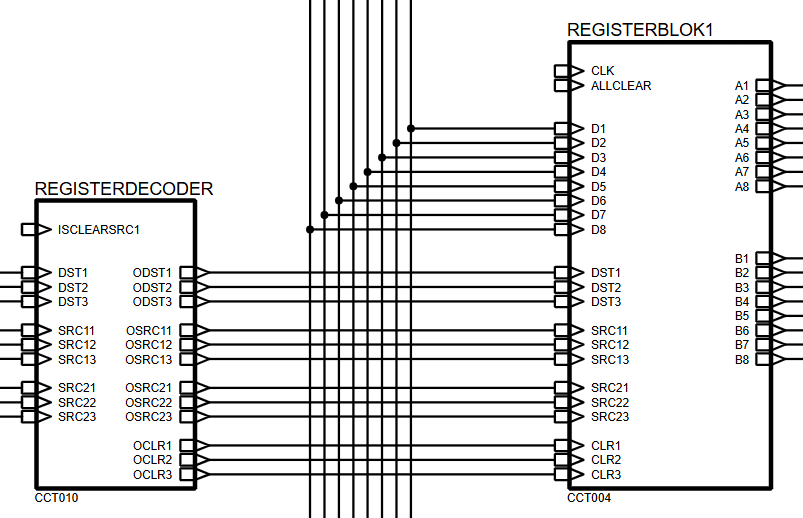 REGISTERBLOK1
CLK
ALLCLEAR
A1
A2
A3
A4
A5
A6
A7
A8
D1
D2
D3
D4
D5
D6
D7
D8
B1
B2
B3
B4
B5
B6
B7
B8
DST1
DST2
DST3
SRC11
SRC12
SRC13
SRC21
SRC22
SRC23
CLR1
CLR2
CLR3
CCT004
REGISTERDECODER
ISCLEARSRC1
DST1 ODST1
DST2 ODST2
DST3 ODST3
SRC11 OSRC11
SRC12 OSRC12
SRC13 OSRC13
SRC21 OSRC21
SRC22 OSRC22
SRC23 OSRC23
OCLR1
OCLR2
OCLR3
CCT010